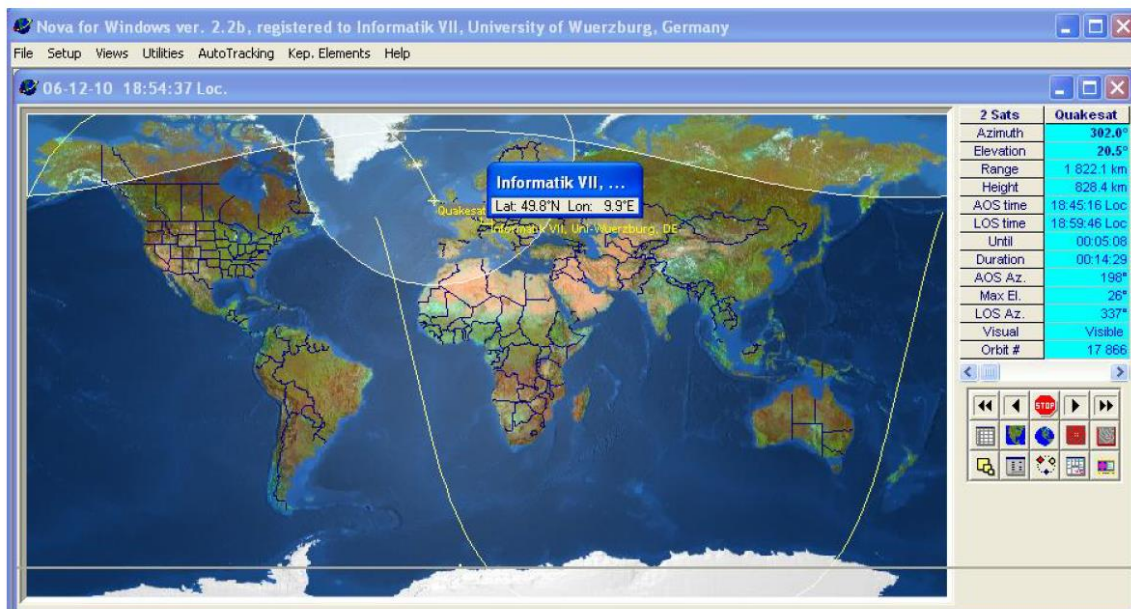 Nova for Windows ver. 2.2b, registered to Informatik VII, University of Wuerzburg, Germany
File Setup Views Utilities AutoTracking Kep. Elements Help
06-12-10 18:54:37 Loc.
Informatik VII, ...
Lat: 49.8°N Lon: 9.9°E
Quakesat
Informatik VII, Uni-Wuerzburg, DE
2 Sats Quakesat
Azimuth 302.0°
Elevation 20.5°
Range 1 822.1 km
Height 828.4 km
AOS time 18:45:16 Loc
LOS time 18:59:46 Loc
Until 00:05:08
Duration 00:14:29
AOS Az. 198°
Max El. 26°
LOS Az. 337°
Visual Visible
Orbit # 17 866
STOP